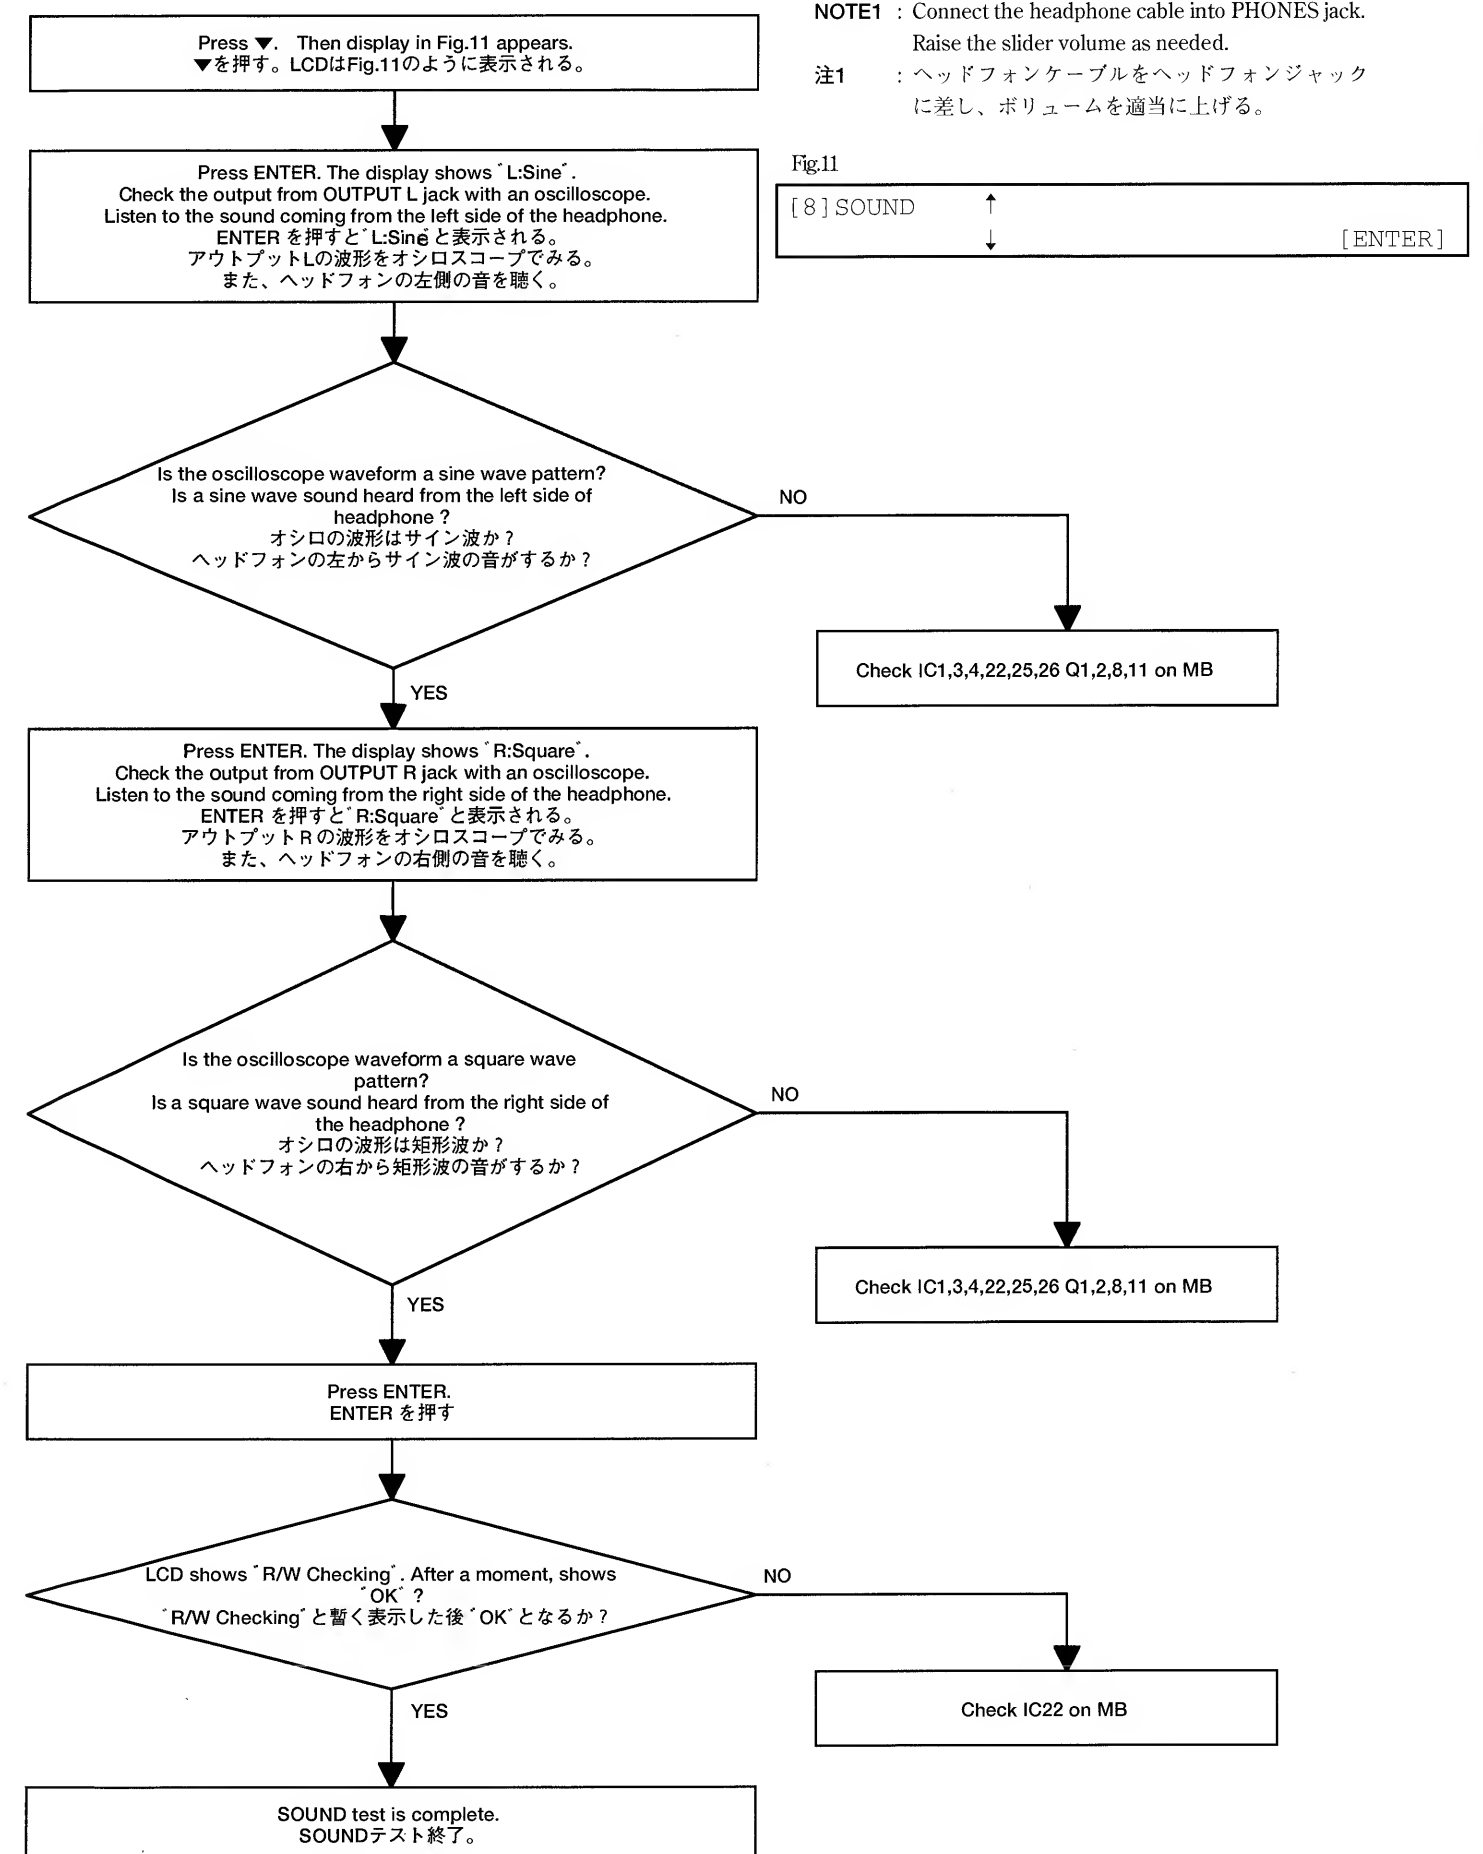 Press ▼. Then display in Fig.11 appears.
▼を押す。LCDはFig.11のように表示される。
NOTE1 : Connect the headphone cable into PHONES jack.
Raise the slider volume as needed.
注1 : ヘッドフォンケーブルをヘッドフォンジャック
に差し、ボリュームを適当に上げる。
Fig.11
[8]SOUND ↑
↓ [ENTER]
Press ENTER. The display shows ˝L:Sine˝.
Check the output from OUTPUT L jack with an oscilloscope.
Listen to the sound coming from the left side of the headphone.
ENTER を押すと˝L:Sine˝と表示される。
アウトプットLの波形をオシロスコープでみる。
また、ヘッドフォンの左側の音を聴く。
Is the oscilloscope waveform a sine wave pattern?
Is a sine wave sound heard from the left side of
headphone ?
オシロの波形はサイン波か？
ヘッドフォンの左からサイン波の音がするか？
NO
Check IC1,3,4,22,25,26 Q1,2,8,11 on MB
YES
Press ENTER. The display shows ˝R:Square˝.
Check the output from OUTPUT R jack with an oscilloscope.
Listen to the sound coming from the right side of the headphone.
ENTER を押すと˝R:Square˝と表示される。
アウトプットRの波形をオシロスコープでみる。
また、ヘッドフォンの右側の音を聴く。
Is the oscilloscope waveform a square wave
pattern?
Is a square wave sound heard from the right side of
the headphone ?
オシロの波形は矩形波か？
ヘッドフォンの右から矩形波の音がするか？
NO
Check IC1,3,4,22,25,26 Q1,2,8,11 on MB
YES
Press ENTER.
ENTER を押す
LCD shows ˝R/W Checking˝. After a moment, shows
˝OK˝ ?
˝R/W Checking˝と暫く表示した後˝OK˝となるか？
NO
Check IC22 on MB
YES
SOUND test is complete.
SOUNDテスト終了。